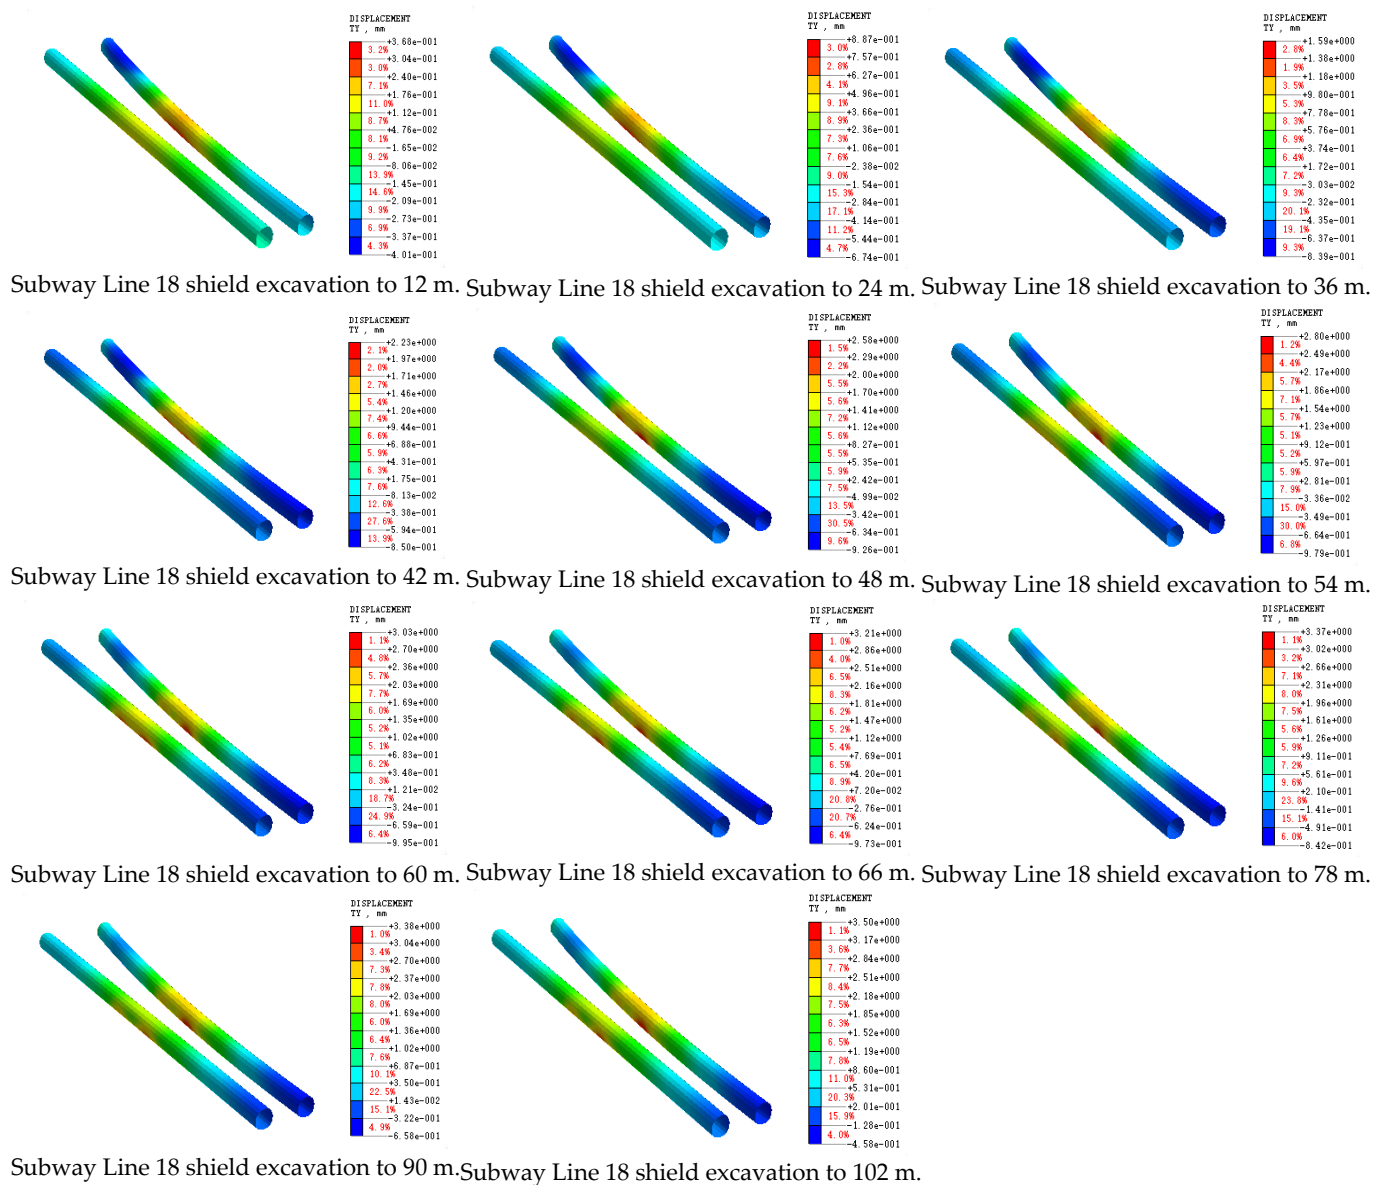 DISPLACEMENT
TY , mm
+3.68e-001
3.2%
+3.04e-001
3.0%
+2.40e-001
7.1%
+1.76e-001
11.0%
+1.12e-001
8.7%
+4.76e-002
8.1%
-1.65e-002
9.2%
-8.06e-002
13.9%
-1.45e-001
14.6%
-2.09e-001
9.9%
-2.73e-001
6.9%
-3.37e-001
4.3%
-4.01e-001
Subway Line 18 shield excavation to 12 m.
DISPLACEMENT
TY , mm
+8.87e-001
3.0%
+7.57e-001
2.8%
+6.27e-001
4.1%
+4.96e-001
9.1%
+3.66e-001
8.9%
+2.36e-001
7.3%
+1.06e-001
7.6%
-2.38e-002
9.0%
-1.54e-001
15.3%
-2.84e-001
17.1%
-4.14e-001
11.2%
-5.44e-001
4.7%
-6.74e-001
Subway Line 18 shield excavation to 24 m.
DISPLACEMENT
TY , mm
+1.59e+000
2.8%
+1.38e+000
1.9%
+1.18e+000
3.5%
+9.80e-001
5.3%
+7.78e-001
8.3%
+5.76e-001
6.9%
+3.74e-001
6.4%
+1.72e-001
7.2%
-3.03e-002
9.3%
-2.32e-001
20.1%
-4.35e-001
19.1%
-6.37e-001
9.3%
-8.39e-001
Subway Line 18 shield excavation to 36 m.
DISPLACEMENT
TY , mm
+2.23e+000
2.1%
+1.97e+000
2.0%
+1.71e+000
2.7%
+1.46e+000
5.4%
+1.20e+000
7.4%
+9.44e-001
6.6%
+6.88e-001
5.9%
+4.31e-001
6.3%
+1.75e-001
7.6%
-8.13e-002
12.6%
-3.38e-001
27.6%
-5.94e-001
13.9%
-8.50e-001
Subway Line 18 shield excavation to 42 m.
DISPLACEMENT
TY , mm
+2.58e+000
1.5%
+2.29e+000
2.2%
+2.00e+000
5.5%
+1.70e+000
5.6%
+1.41e+000
7.2%
+1.12e+000
5.6%
+8.27e-001
5.5%
+5.35e-001
5.9%
+2.42e-001
7.5%
-4.99e-002
13.5%
-3.42e-001
30.5%
-6.34e-001
9.6%
-9.26e-001
Subway Line 18 shield excavation to 48 m.
DISPLACEMENT
TY , mm
+2.80e+000
1.2%
+2.49e+000
4.4%
+2.17e+000
5.7%
+1.86e+000
7.1%
+1.54e+000
5.7%
+1.23e+000
5.1%
+9.12e-001
5.2%
+5.97e-001
5.9%
+2.81e-001
7.9%
-3.36e-002
15.0%
-3.49e-001
30.0%
-6.64e-001
6.8%
-9.79e-001
Subway Line 18 shield excavation to 54 m.
DISPLACEMENT
TY , mm
+3.03e+000
1.1%
+2.70e+000
4.8%
+2.36e+000
5.7%
+2.03e+000
7.7%
+1.69e+000
6.0%
+1.35e+000
5.2%
+1.02e+000
5.1%
+6.83e-001
6.2%
+3.48e-001
8.3%
+1.21e-002
18.7%
-3.24e-001
24.9%
-6.59e-001
6.4%
-9.95e-001
Subway Line 18 shield excavation to 60 m.
DISPLACEMENT
TY , mm
+3.21e+000
1.0%
+2.86e+000
4.0%
+2.51e+000
6.5%
+2.16e+000
8.3%
+1.81e+000
6.2%
+1.47e+000
5.2%
+1.12e+000
5.4%
+7.69e-001
6.5%
+4.20e-001
8.9%
+7.20e-002
20.8%
-2.76e-001
20.7%
-6.24e-001
6.4%
-9.73e-001
Subway Line 18 shield excavation to 66 m.
DISPLACEMENT
TY , mm
+3.37e+000
1.1%
+3.02e+000
3.2%
+2.66e+000
7.1%
+2.31e+000
8.0%
+1.96e+000
7.5%
+1.61e+000
5.6%
+1.26e+000
5.9%
+9.11e-001
7.2%
+5.61e-001
9.6%
+2.10e-001
23.8%
-1.41e-001
15.1%
-4.91e-001
6.0%
-8.42e-001
Subway Line 18 shield excavation to 78 m.
DISPLACEMENT
TY , mm
+3.38e+000
1.0%
+3.04e+000
3.4%
+2.70e+000
7.3%
+2.37e+000
7.8%
+2.03e+000
8.0%
+1.69e+000
6.0%
+1.36e+000
6.4%
+1.02e+000
7.6%
+6.87e-001
10.1%
+3.50e-001
22.5%
+1.43e-002
15.1%
-3.22e-001
4.9%
-6.58e-001
Subway Line 18 shield excavation to 90 m.
DISPLACEMENT
TY , mm
+3.50e+000
1.1%
+3.17e+000
3.6%
+2.84e+000
7.7%
+2.51e+000
8.4%
+2.18e+000
7.5%
+1.85e+000
6.3%
+1.52e+000
6.5%
+1.19e+000
7.8%
+8.60e-001
11.0%
+5.31e-001
20.3%
+2.01e-001
15.9%
-1.28e-001
4.0%
-4.58e-001
Subway Line 18 shield excavation to 102 m.